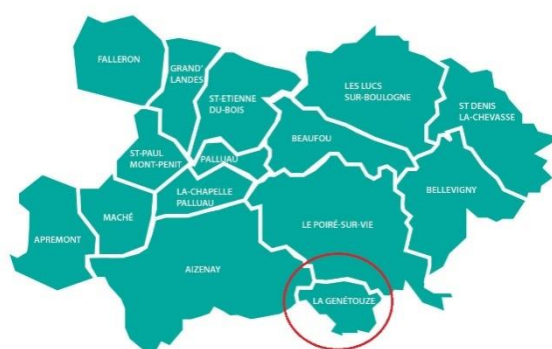 FALLERON
GRAND'
LANDES
ST-ETIENNE
DU-BOIS
LES LUCS
SUR-BOULOGNE
ST DENIS
LA-CHEVASSE
ST-PAUL
MONT-PENIT
PALLUAU
BEAUFOU
LA-CHAPELLE
PALLUAU
MACHÉ
BELLEVIGNY
APREMONT
LE POIRÉ-SUR-VIE
AIZENAY
LA GENÉTOUZE